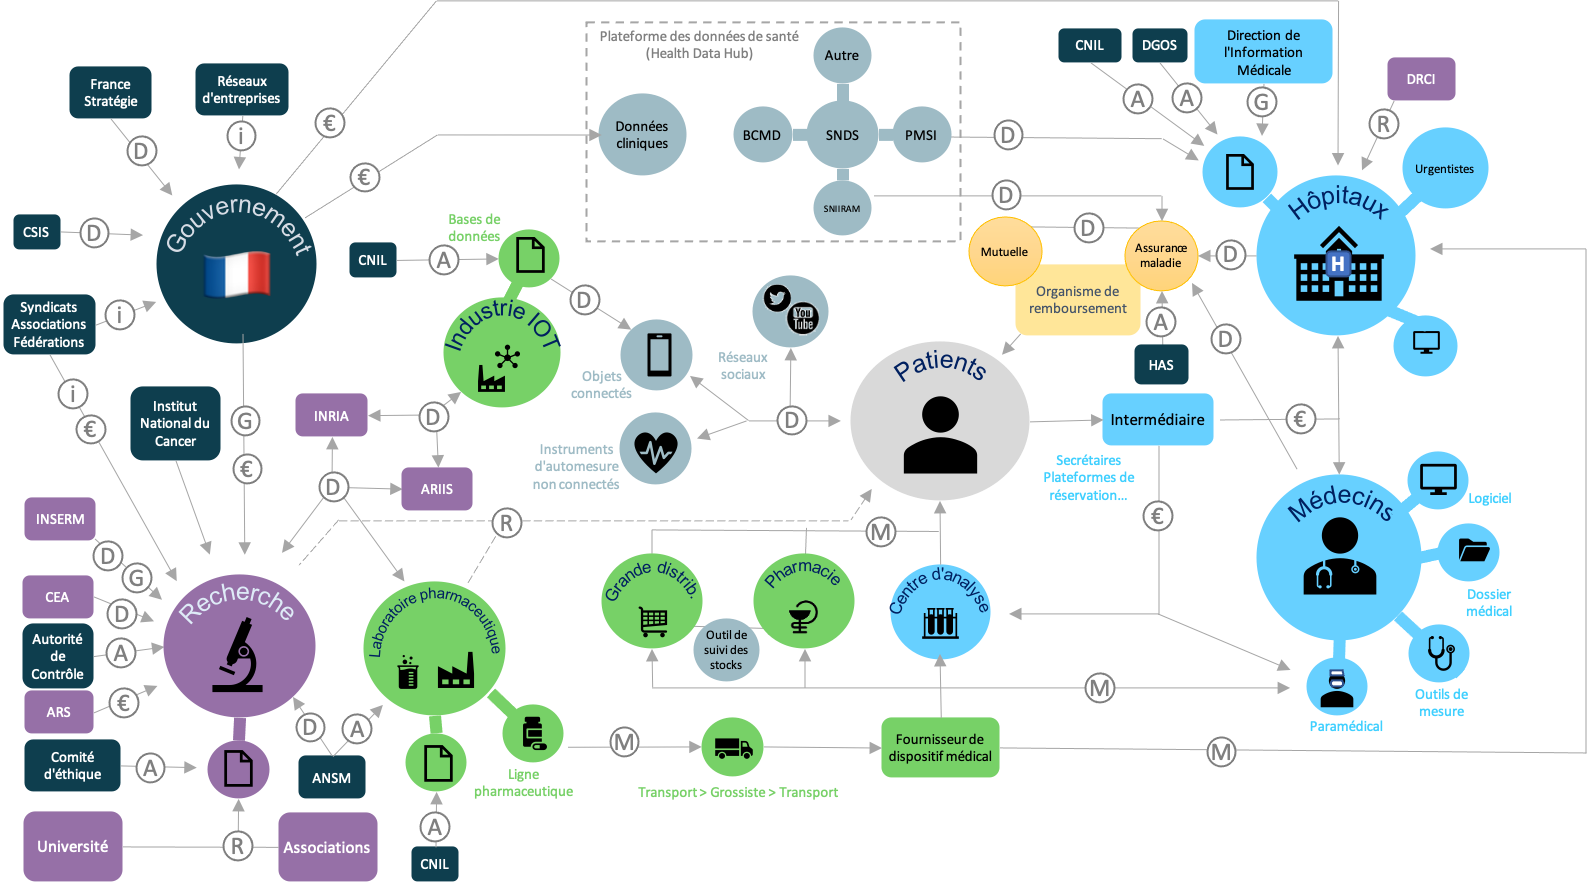 Plateforme des données de santé
(Health Data Hub)
Autre
Données
cliniques
BCMD
SNDS
PMSI
SNIIRAM
CNIL
DGOS
Direction de
l'Information
Médicale
DRCI
A
A
G
R
Urgentistes
Hôpitaux
H
France
Stratégie
Réseaux
d'entreprises
D
i
€
€
Gouvernement
CSIS
D
Syndicats
Associations
Fédérations
i
i
€
Institut
National du
Cancer
G
€
CNIL
A
Bases de
données
Industrie IOT
D
INRIA
D
ARIIS
D
Objets
connectés
Instruments
d'automesure
non connectés
Réseaux
sociaux
You
Tube
D
D
D
D
Mutuelle
Assurance
maladie
D
Organisme de
remboursement
A
HAS
D
Patients
Intermédiaire
€
Secrétaires
Plateformes de
réservation...
€
Médecins
Logiciel
Dossier
médical
Outils de
mesure
Paramédical
INSERM
D
G
CEA
D
Autorité
de
Contrôle
A
ARS
€
Comité
d'éthique
A
Recherche
Université
R
Associations
D
A
ANSM
R
Laboratoire pharmaceutique
Ligne
pharmaceutique
A
CNIL
M
Grande distrib.
Pharmacie
Outil de
suivi des
stocks
Centre d'analyse
M
M
Transport > Grossiste > Transport
Fournisseur de
dispositif médical
M